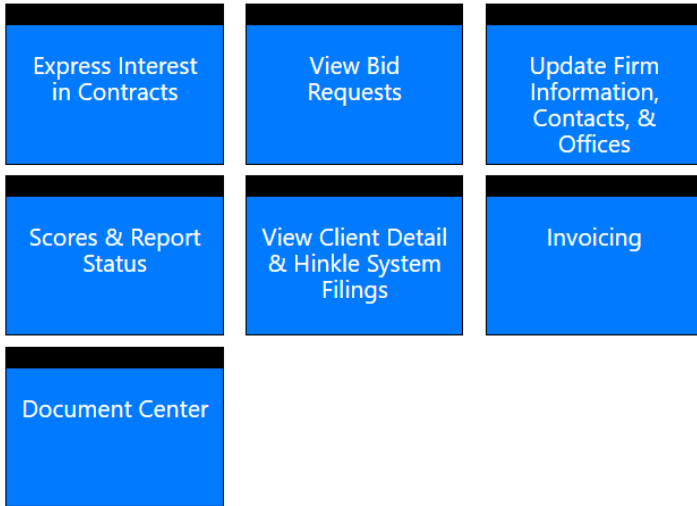 Express Interest
in Contracts
View Bid
Requests
Update Firm
Information,
Contacts, &
Offices
Scores & Report
Status
View Client Detail
& Hinkle System
Filings
Invoicing
Document Center